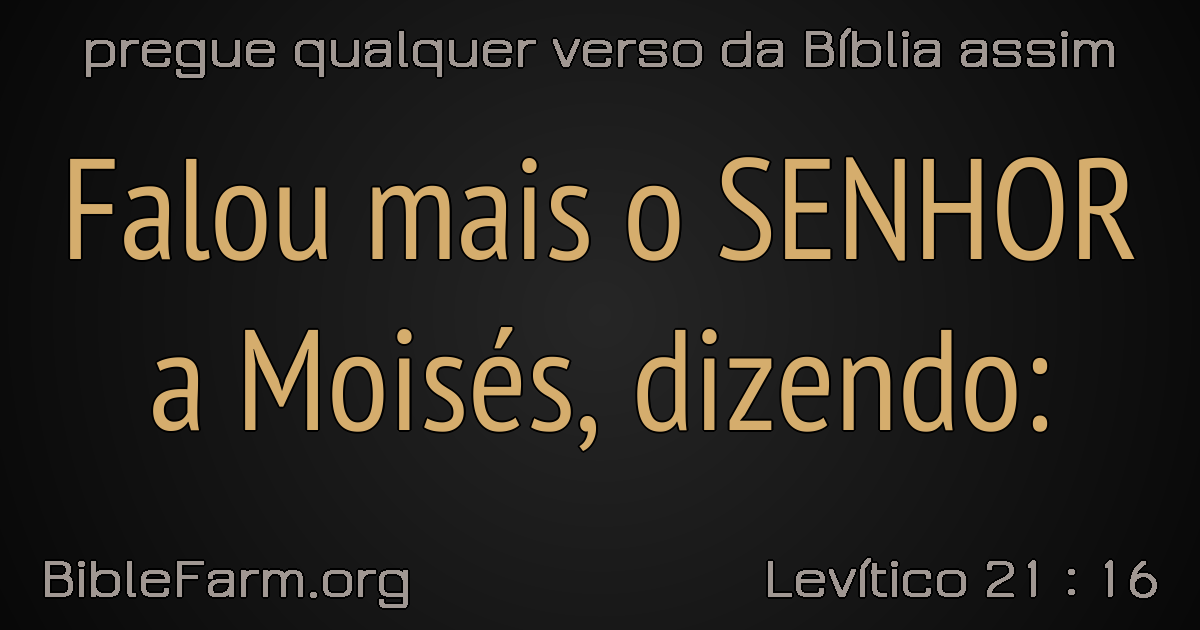 pregue qualquer verso da Bíblia assim
Falou mais o SENHOR
a Moisés, dizendo:
BibleFarm.org
Levítico 21 : 16